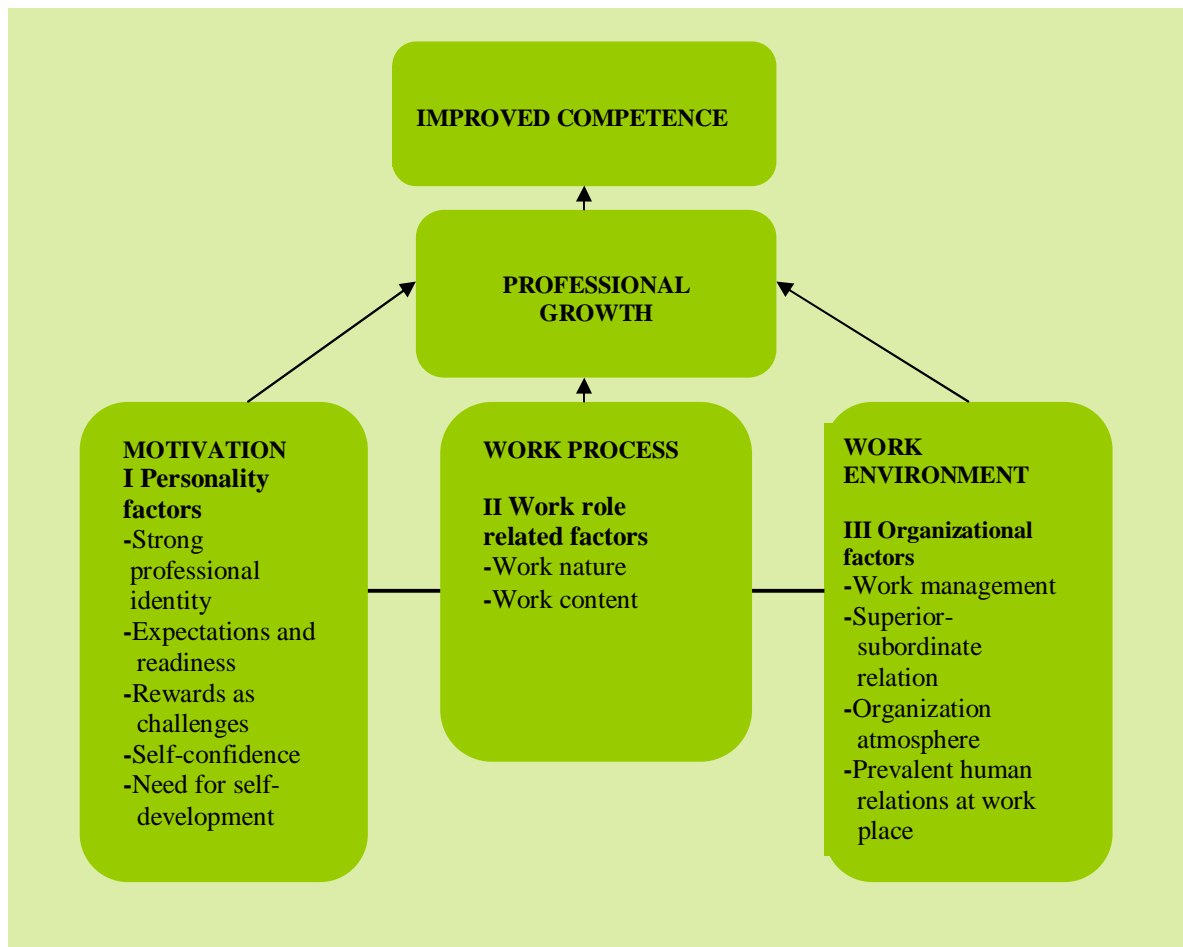 IMPROVED COMPETENCE
PROFESSIONAL
GROWTH
MOTIVATION
I Personality
factors
-Strong
professional
identity
-Expectations and
readiness
-Rewards as
challenges
-Self-confidence
-Need for self-
development
WORK PROCESS
II Work role
related factors
-Work nature
-Work content
WORK
ENVIRONMENT
III Organizational
factors
-Work management
-Superior-
subordinate
relation
-Organization
atmosphere
-Prevalent human
relations at work
place